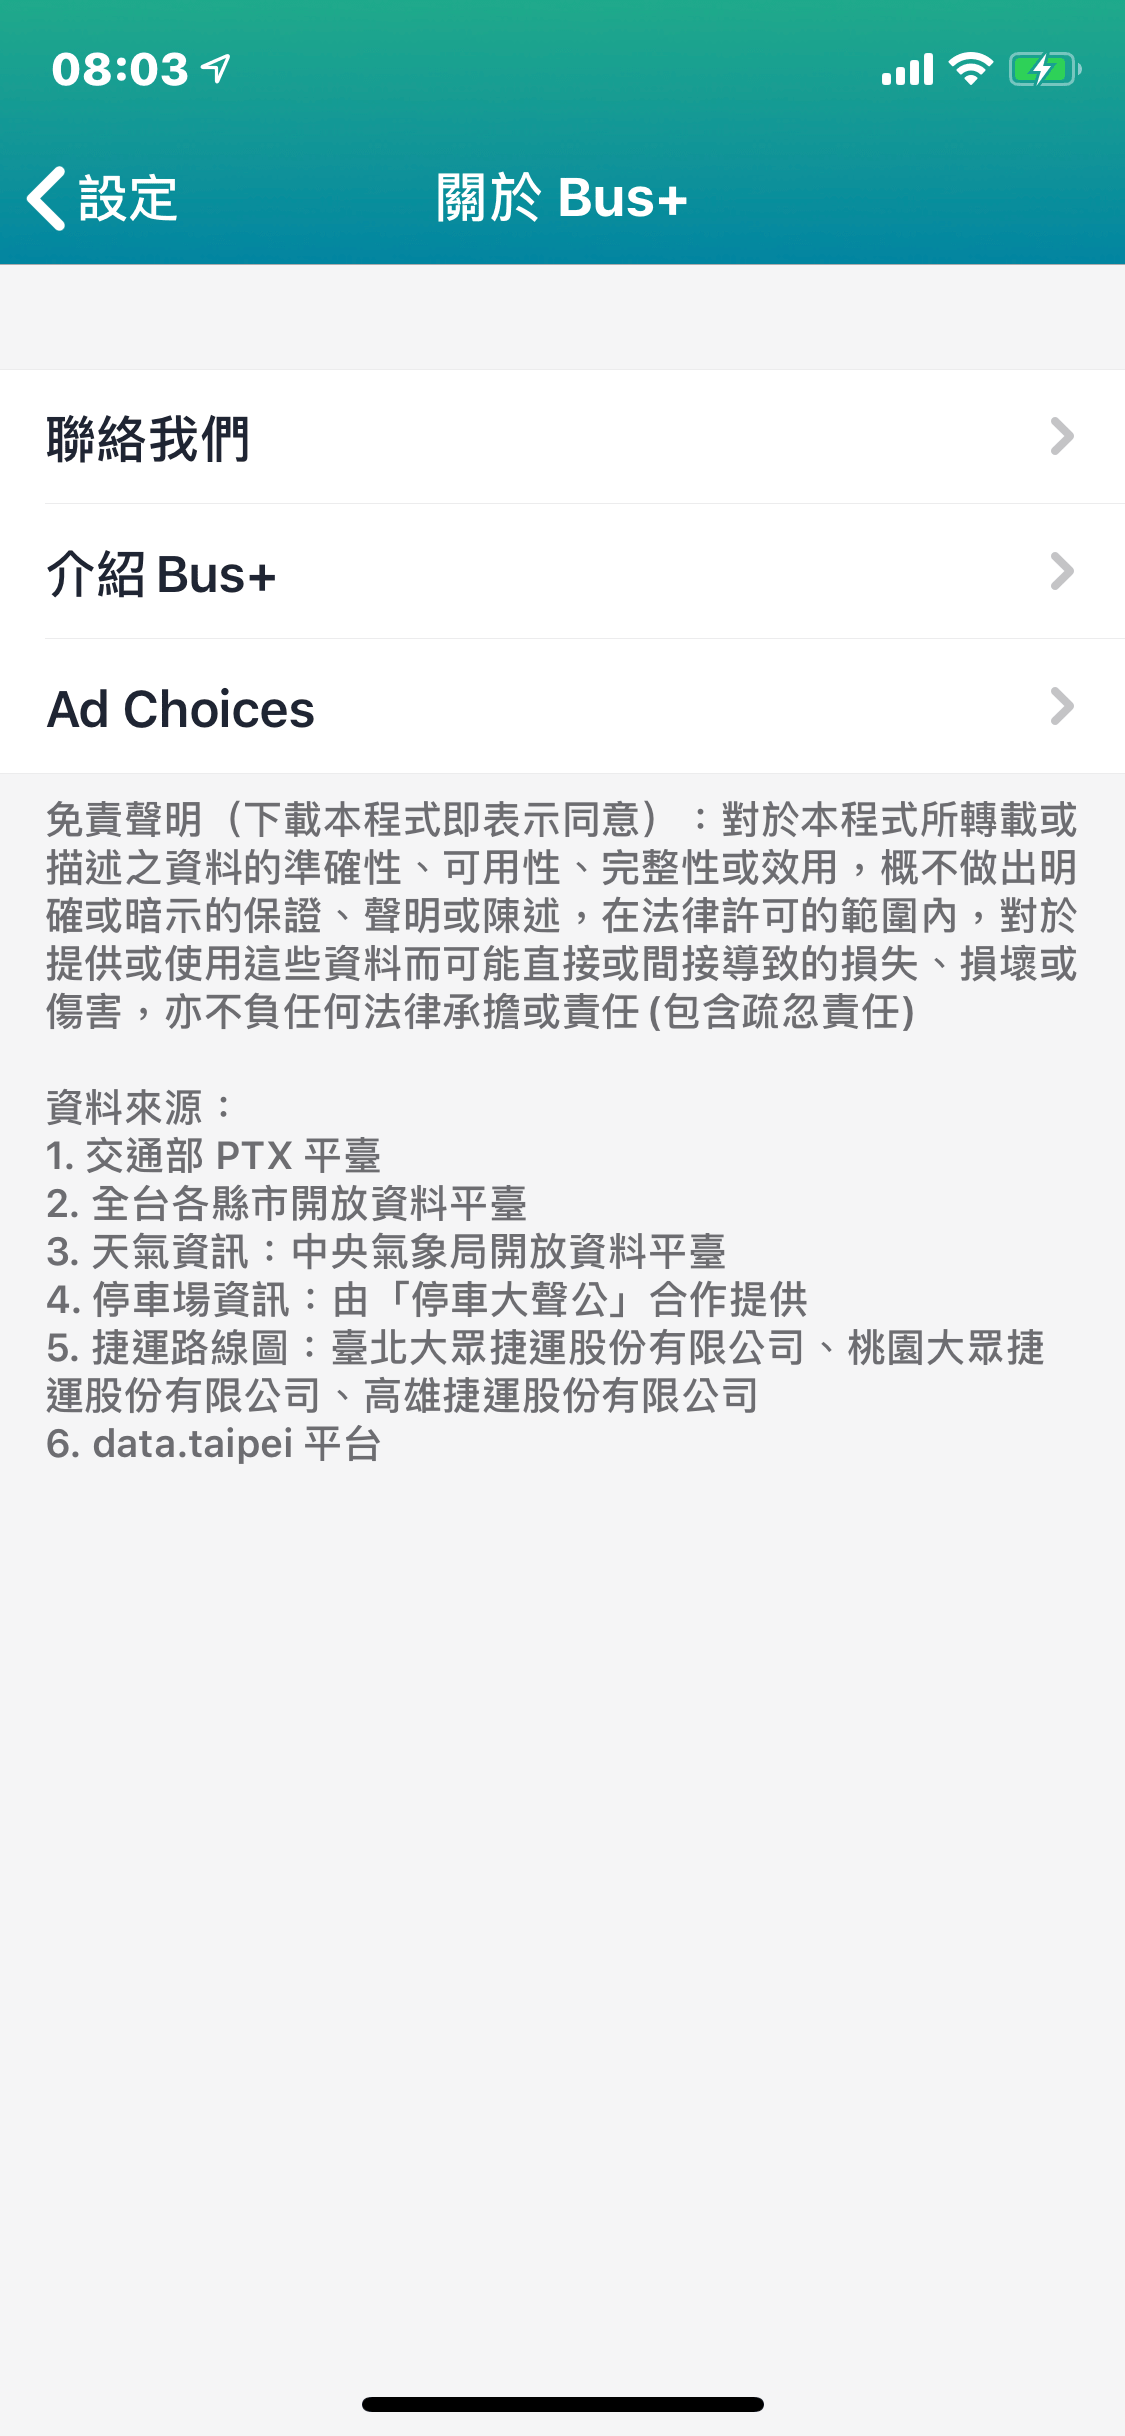 08:03
設定
關於 Bus+
聯絡我們
介紹 Bus+
Ad Choices
免責聲明（下載本程式即表示同意）：對於本程式所轉載或
描述之資料的準確性、可用性、完整性或效用，概不做出明
確或暗示的保證、聲明或陳述，在法律許可的範圍內，對於
提供或使用這些資料而可能直接或間接導致的損失、損壞或
傷害，亦不負任何法律承擔或責任 (包含疏忽責任)
資料來源：
1. 交通部 PTX 平臺
2. 全台各縣市開放資料平臺
3. 天氣資訊：中央氣象局開放資料平臺
4. 停車場資訊：由「停車大聲公」合作提供
5. 捷運路線圖：臺北大眾捷運股份有限公司、桃園大眾捷
運股份有限公司、高雄捷運股份有限公司
6. data.taipei 平台